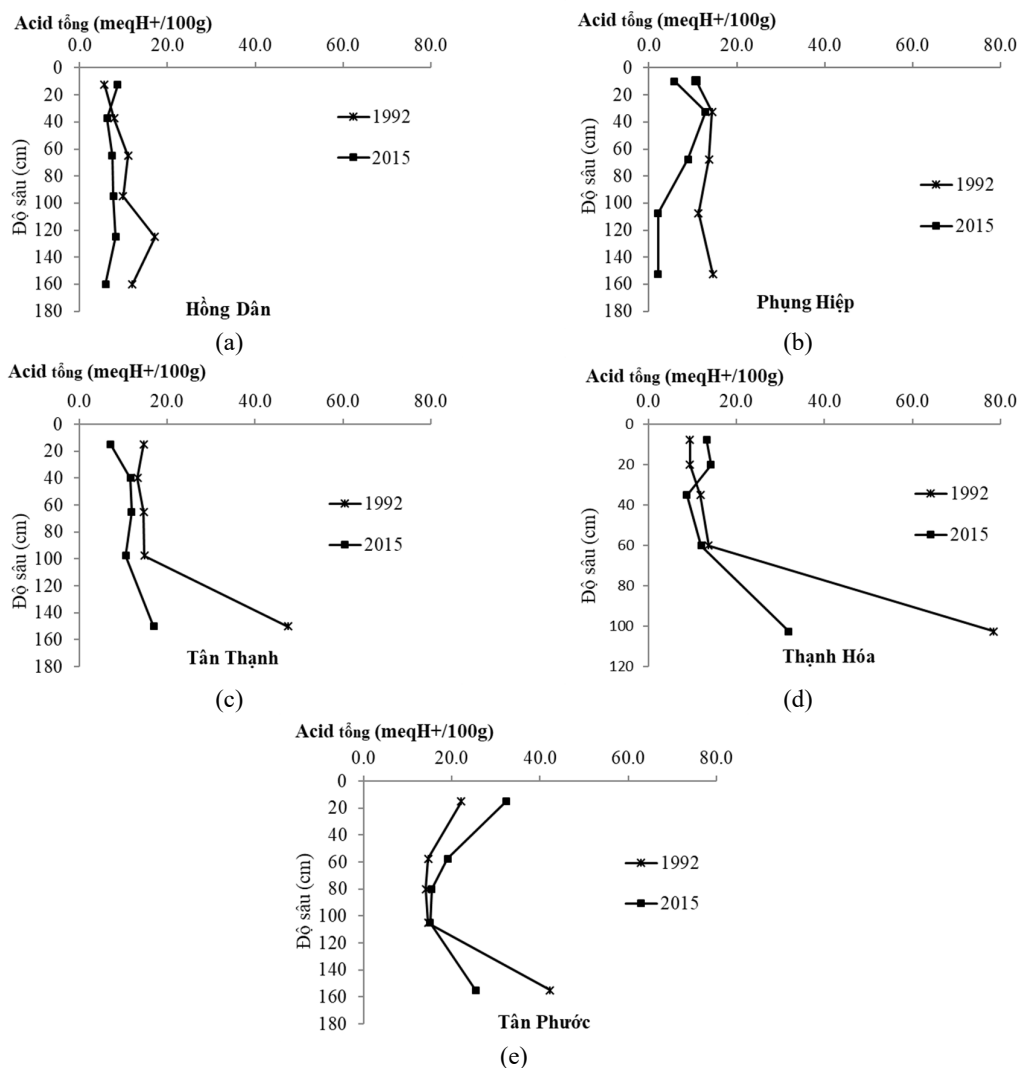 Acid tổng (meqH+/100g)
0.0 20.0 40.0 60.0 80.0
0
20
40
60
80
100
120
140
160
180
Độ sâu (cm)
1992
2015
Hồng Dân
(a)
Acid tổng (meqH+/100g)
0.0 20.0 40.0 60.0 80.0
0
20
40
60
80
100
120
140
160
180
Độ sâu (cm)
1992
2015
Phụng Hiệp
(b)
Acid tổng (meqH+/100g)
0.0 20.0 40.0 60.0 80.0
0
20
40
60
80
100
120
140
160
180
Độ sâu (cm)
1992
2015
Tân Thạnh
(c)
Acid tổng (meqH+/100g)
0.0 20.0 40.0 60.0 80.0
0
20
40
60
80
100
120
Độ sâu (cm)
1992
2015
Thạnh Hóa
(d)
Acid tổng (meqH+/100g)
0.0 20.0 40.0 60.0 80.0
0
20
40
60
80
100
120
140
160
180
Độ sâu (cm)
1992
2015
Tân Phước
(e)